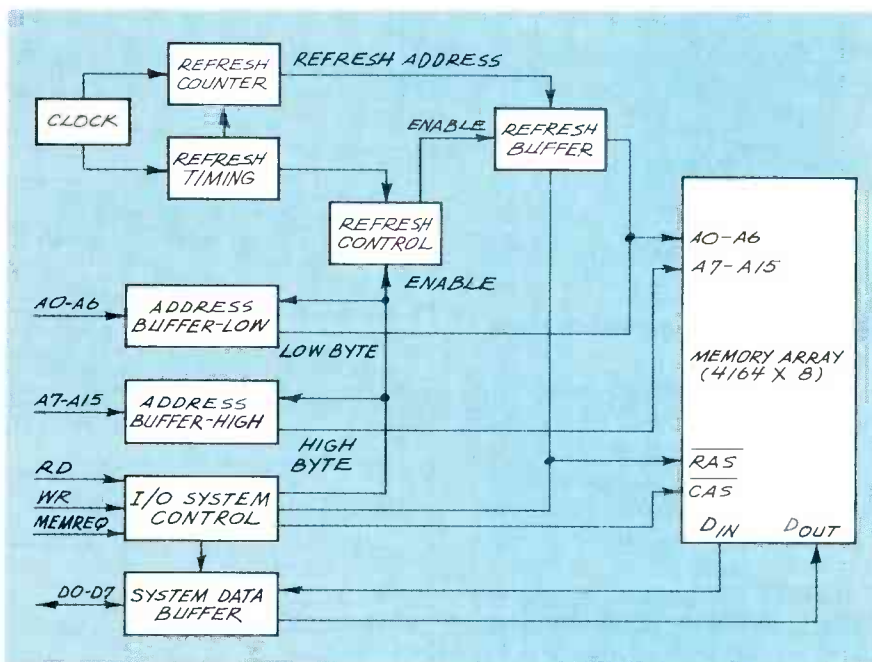 REFRESH
COUNTER
REFRESH ADDRESS
CLOCK
REFRESH
TIMING
ENABLE
REFRESH
BUFFER
REFRESH
CONTROL
ENABLE
A0-A6
A7-A15
A0-A6
ADDRESS
BUFFER-LOW
LOW BYTE
MEMORY ARRAY
(4164 X 8)
A7-A15
ADDRESS
BUFFER-HIGH
HIGH
BYTE
RD
WR
MEMREQ
I/O SYSTEM
CONTROL
RAS
CAS
DIN
DOUT
D0-D7
SYSTEM DATA
BUFFER